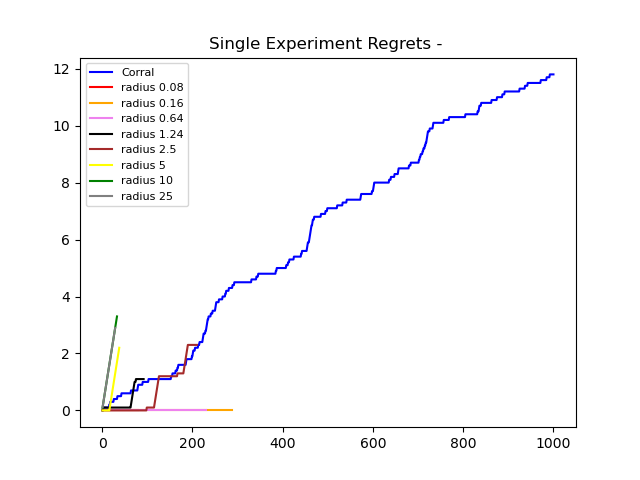 Single Experiment Regrets -
Corral
radius 0.08
radius 0.16
radius 0.64
radius 1.24
radius 2.5
radius 5
radius 10
radius 25
12
10
8
6
4
2
0
0 200 400 600 800 1000